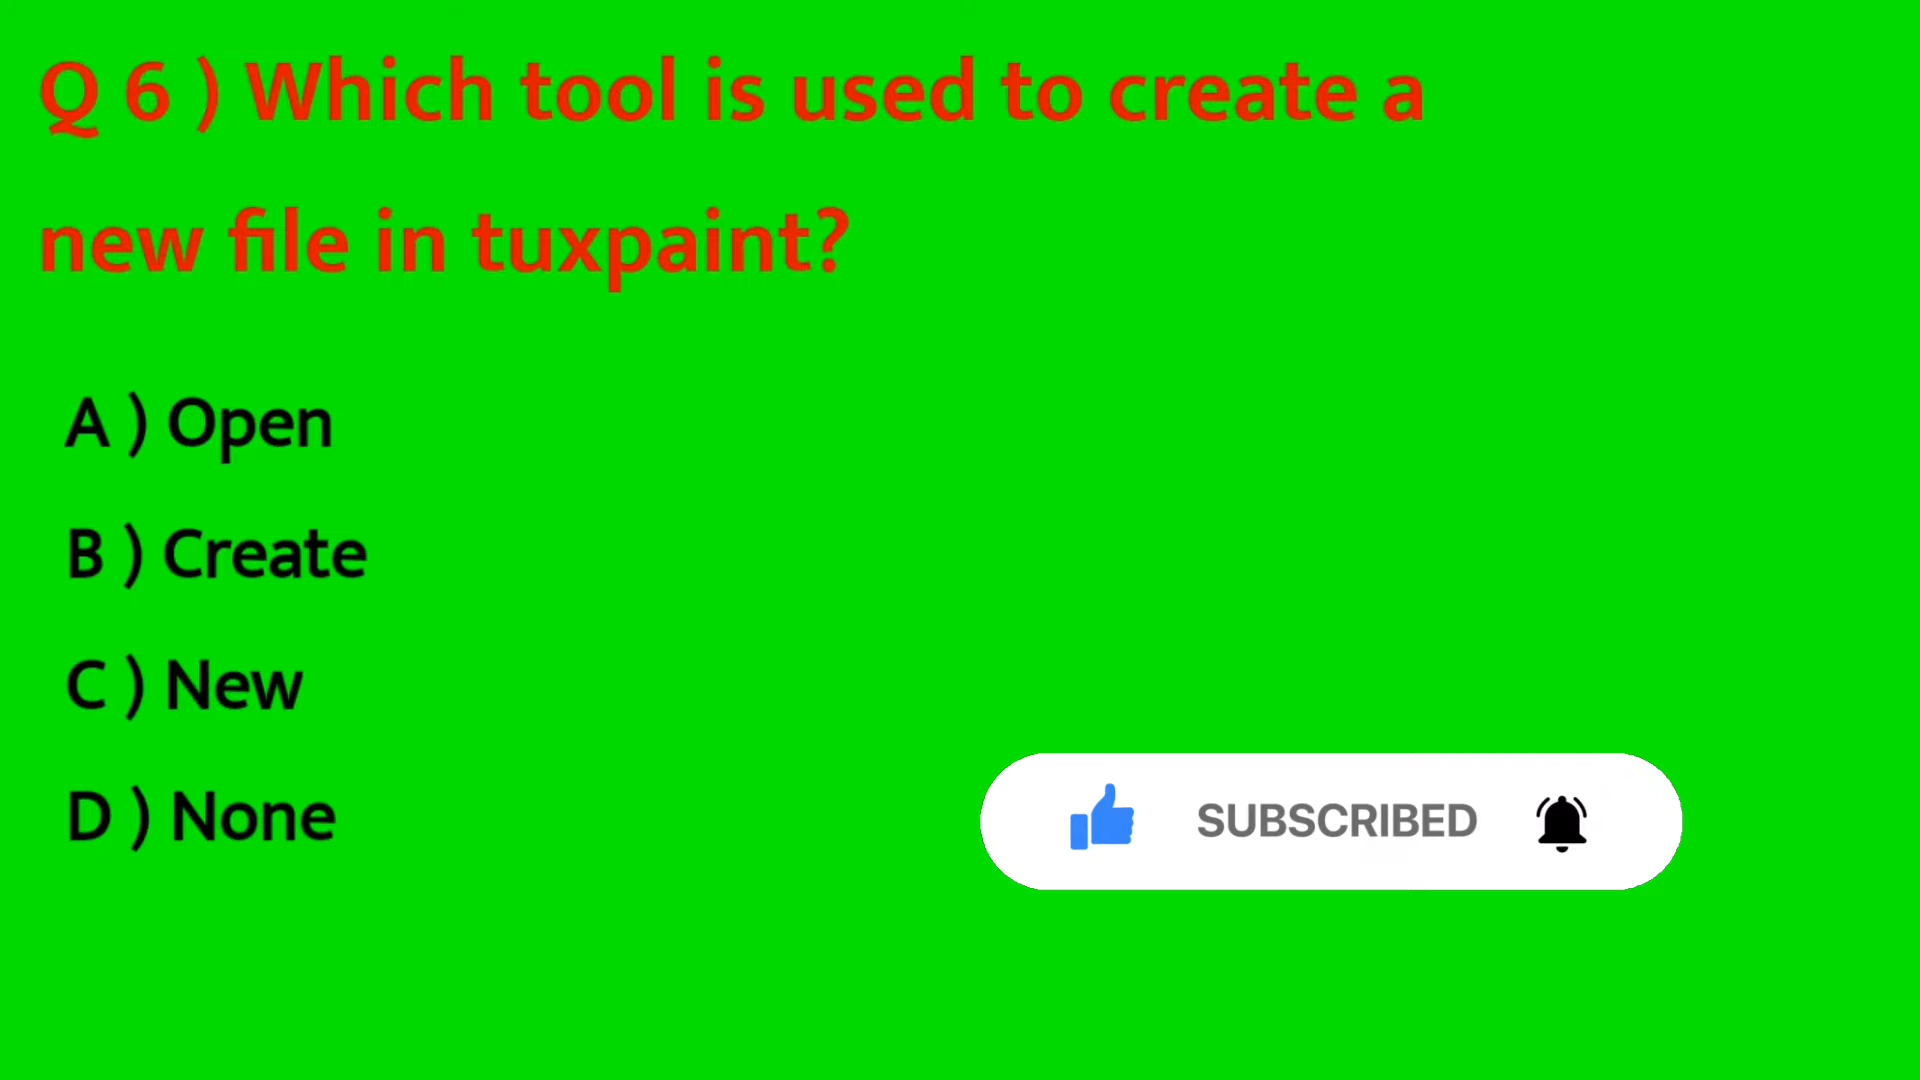 Q 6 ) Which tool is used to create a
new file in tuxpaint?
A ) Open
B ) Create
C ) New
D ) None
SUBSCRIBED